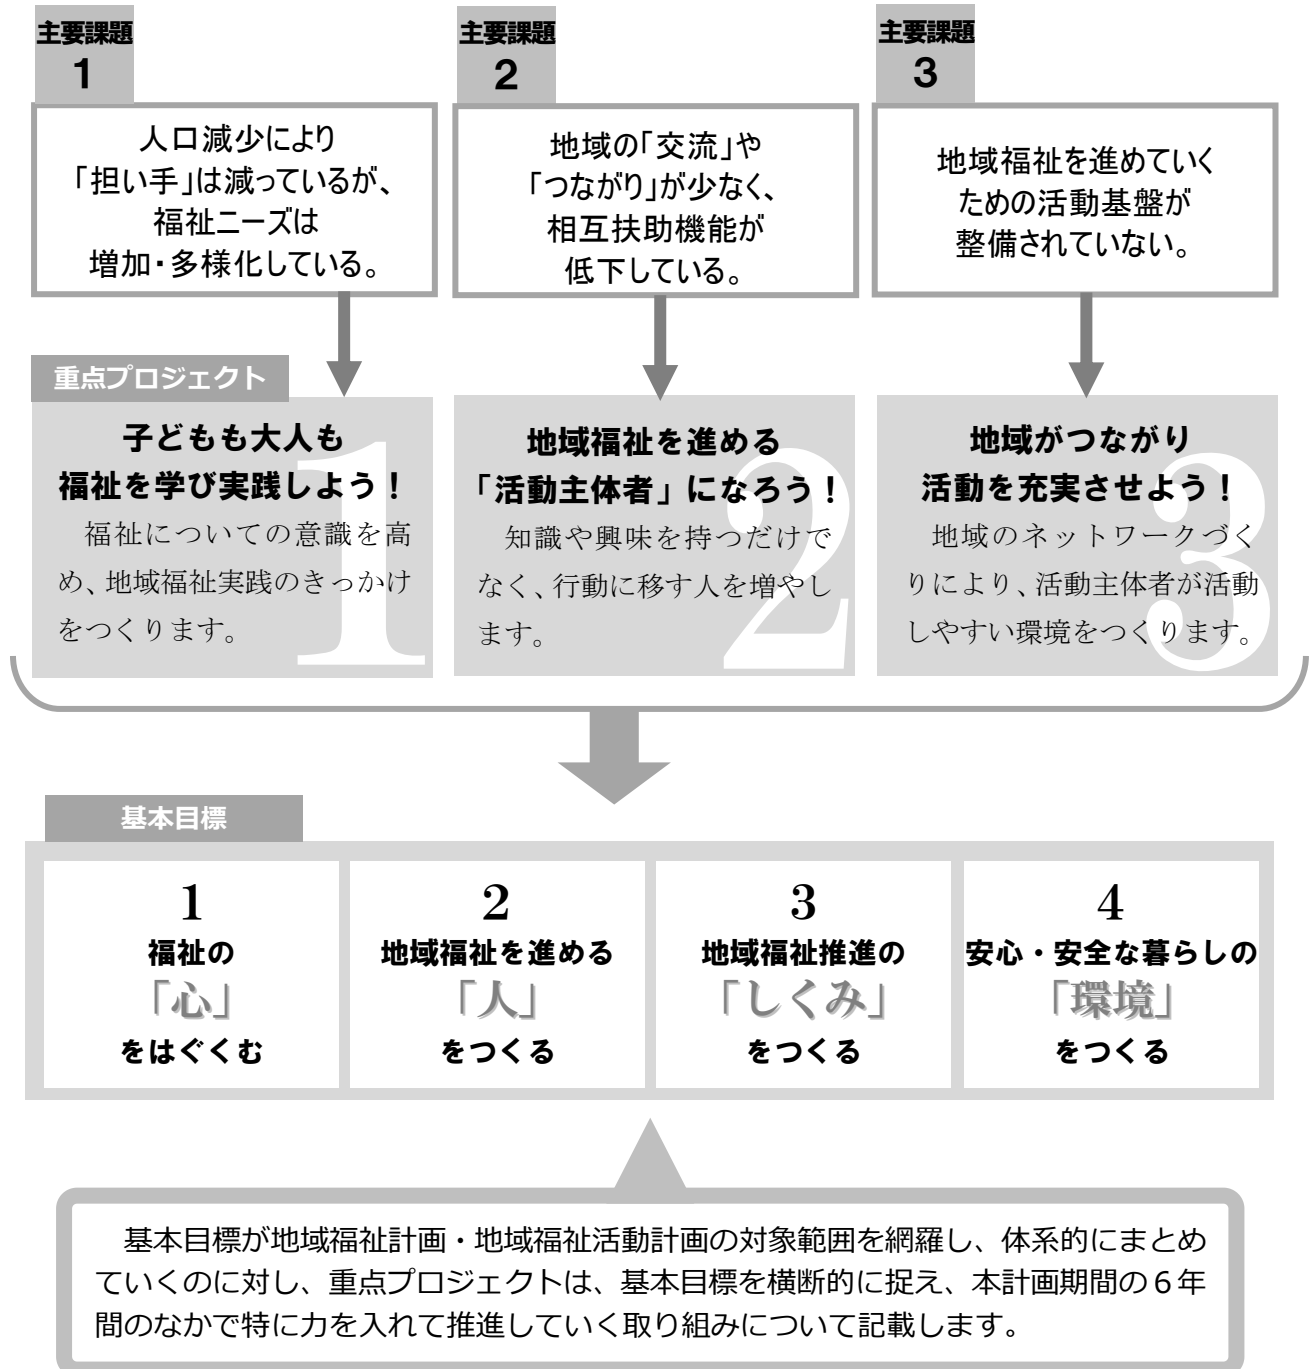 主要課題
1
人口減少により
「担い手」は減っているが、
福祉ニーズは
増加・多様化している。
主要課題
2
地域の「交流」や
「つながり」が少なく、
相互扶助機能が
低下している。
主要課題
3
地域福祉を進めていく
ための活動基盤が
整備されていない。
重点プロジェクト
1
子どもも大人も
福祉を学び実践しよう！
福祉についての意識を高
め、地域福祉実践のきっかけ
をつくります。
2
地域福祉を進める
「活動主体者」になろう！
知識や興味を持つだけで
なく、行動に移す人を増やし
ます。
3
地域がつながり
活動を充実させよう！
地域のネットワークづく
りにより、活動主体者が活動
しやすい環境をつくります。
基本目標
1
福祉の
「心」
をはぐくむ
2
地域福祉を進める
「人」
をつくる
3
地域福祉推進の
「しくみ」
をつくる
4
安心・安全な暮らしの
「環境」
をつくる
基本目標が地域福祉計画・地域福祉活動計画の対象範囲を網羅し、体系的にまとめ
ていくのに対し、重点プロジェクトは、基本目標を横断的に捉え、本計画期間の６年
間のなかで特に力を入れて推進していく取り組みについて記載します。